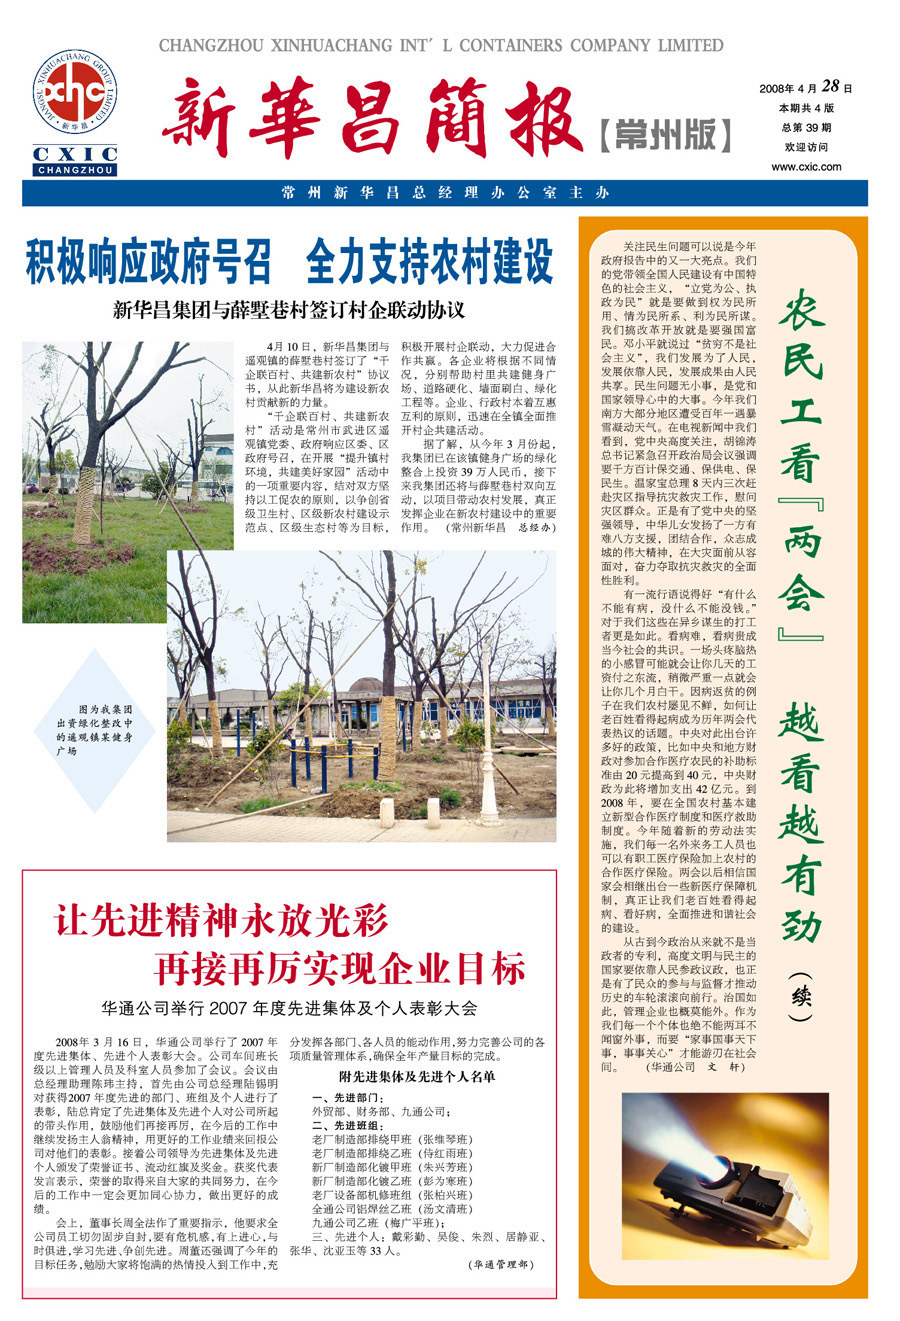 CHANGZHOU XINHUACHANG INT' L CONTAINERS COMPANY LIMITED
JIANGSU XINHUACHANG GROUP LIMITED
xhc
·新华昌·
CXIC
CHANGZHOU
新華昌簡报
【常州版】
2008年 4 月 28 日
本期共 4 版
总第 39 期
欢迎访问
www.cxic.com
常州新华昌总经理办公室主办
积极响应政府号召 全力支持农村建设
新华昌集团与薛墅巷村签订村企联动协议
4月 10 日，新华昌集团与
遥观镇的薛墅巷村签订了“千
企联百村、共建新农村”协议
书，从此新华昌将为建设新农
村贡献新的力量。
“千企联百村、共建新农
村”活动是常州市武进区遥
观镇党委、政府响应区委、区
政府号召，在开展“提升镇村
环境，共建美好家园”活动中
的一项重要内容，结对双方坚
持以工促农的原则，以争创省
级卫生村、区级新农村建设示
范点、区级生态村等为目标，
积极开展村企联动，大力促进合
作共赢。各企业将根据不同情
况，分别帮助村里共建健身广
场、道路硬化、墙面刷白、绿化
工程等。企业、行政村本着互惠
互利的原则，迅速在全镇全面推
开村企共建活动。
据了解，从今年 3 月份起，
我集团已在该镇健身广场的绿化
整合上投资 39 万人民币，接下
来我集团还将与薛墅巷村双向互
动，以项目带动农村发展，真正
发挥企业在新农村建设中的重要
作用。 （常州新华昌 总经办）
图为我集团
出资绿化整改中
的遥观镇某健身
广场
让先进精神永放光彩
再接再厉实现企业目标
华通公司举行 2007 年度先进集体及个人表彰大会
2008年 3 月 16 日，华通公司举行了 2007 年
度先进集体、先进个人表彰大会。公司车间班长
级以上管理人员及科室人员参加了会议。会议由
总经理助理陈玮主持，首先由公司总经理陆锡明
对获得2007 年度先进的部门、班组及个人进行了
表彰，陆总肯定了先进集体及先进个人对公司所起
的带头作用，鼓励他们再接再厉，在今后的工作中
继续发扬主人翁精神，用更好的工作业绩来回报公
司对他们的表彰。接着公司领导为先进集体及先进
个人颁发了荣誉证书、流动红旗及奖金。获奖代表
发言表示，荣誉的取得来自大家的共同努力，在今
后的工作中一定会更加同心协力，做出更好的成
绩。
会上，董事长周全法作了重要指示，他要求全
公司员工切勿固步自封，要有危机感，有上进心，与
时俱进，学习先进、争创先进。周董还强调了今年的
目标任务，勉励大家将饱满的热情投入到工作中，充
分发挥各部门、各人员的能动作用，努力完善公司的各
项质量管理体系，确保全年产量目标的完成。
附先进集体及先进个人名单
一、先进部门：
外贸部、财务部、九通公司；
二、先进班组：
老厂制造部排绕甲班（张维琴班）
老厂制造部排绕乙班（侍红雨班）
新厂制造部化镀甲班（朱兴芳班）
新厂制造部化镀乙班（彭为寒班）
老厂设备部机修班组（张柏兴班）
全通公司铝焊丝乙班（汤文清班）
九通公司乙班（梅广平班）；
三、先进个人：戴彩勤、吴俊、朱烈、居静亚、
张华、沈亚玉等 33 人。
（华通管理部）
农民工看『两会』 越看越有劲（续）
关注民生问题可以说是今年
政府报告中的又一大亮点。我们
的党带领全国人民建设有中国特
色的社会主义，“立党为公、执
政为民”就是要做到权为民所
用、情为民所系、利为民所谋。
我们搞改革开放就是要强国富
民。邓小平就说过“贫穷不是社
会主义”，我们发展为了人民，
发展依靠人民，发展成果由人民
共享。民生问题无小事，是党和
国家领导心中的大事。今年我们
南方大部分地区遭受百年一遇暴
雪凝动天气。在电视新闻中我们
看到，党中央高度关注，胡锦涛
总书记紧急召开政治局会议强调
要千方百计保交通、保供电、保
民生。温家宝总理 8 天内三次赶
赴灾区指导抗灾救灾工作，慰问
灾区群众。正是有了党中央的坚
强领导，中华儿女发扬了一方有
难八方支援，团结合作，众志成
城的伟大精神，在大灾面前从容
面对，奋力夺取抗灾救灾的全面
性胜利。
有一流行语说得好“有什么
不能有病，没什么不能没钱。”
对于我们这些在异乡谋生的打工
者更是如此。看病难，看病贵成
当今社会的共识。一场头疼脑热
的小感冒可能就会让你几天的工
资付之东流，稍微严重一点就会
让你几个月白干。因病返贫的例
子在我们农村屡见不鲜，如何让
老百姓看得起病成为历年两会代
表热议的话题。中央对此出台许
多好的政策，比如中央和地方财
政对参加合作医疗农民的补助标
准由 20 元提高到 40 元，中央财
政为此将增加支出 42 亿元。到
2008 年，要在全国农村基本建
立新型合作医疗制度和医疗救助
制度。今年随着新的劳动法实
施，我们每一名外来务工人员也
可以有职工医疗保险加上农村的
合作医疗保险。两会以后相信国
家会相继出台一些新医疗保障机
制，真正让我们老百姓看得起
病、看好病，全面推进和谐社会
的建设。
从古到今政治从来就不是当
政者的专利，高度文明与民主的
国家要依靠人民参政议政，也正
是有了民众的参与与监督才推动
历史的车轮滚滚向前行。治国如
此，管理企业也概莫能外。作为
我们每一个个体也绝不能两耳不
闻窗外事，而要“家事国事天下
事，事事关心”才能游刃在社会
间。 （华通公司 文 轩）